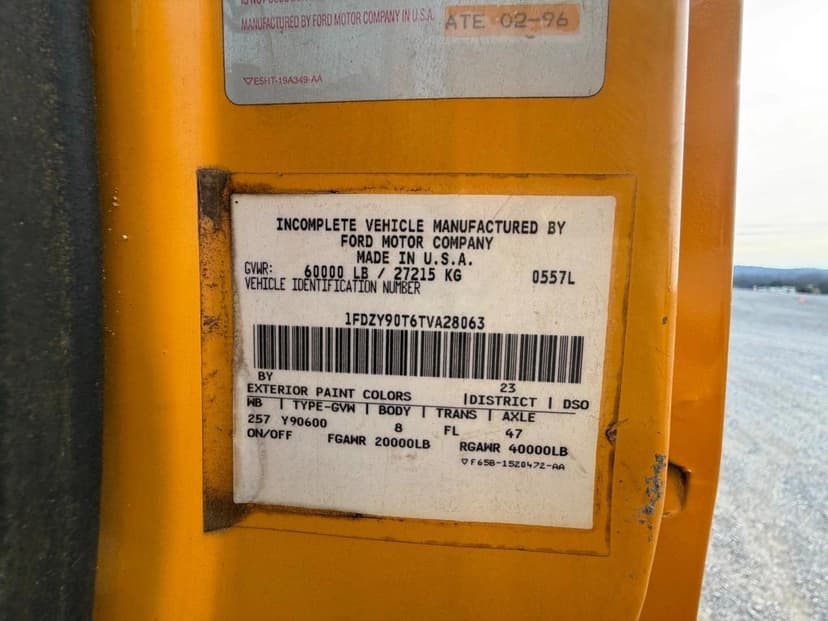 MANUFACTURED BY FORD MOTOR COMPANY IN U.S.A.
ATE 02-96
▽E5HT-19A349-AA
INCOMPLETE VEHICLE MANUFACTURED BY
FORD MOTOR COMPANY
MADE IN U.S.A.
GVWR: 60000 LB / 27215 KG 0557L
VEHICLE IDENTIFICATION NUMBER
1FDZY90T6TVA28063
BY 23
EXTERIOR PAINT COLORS |DISTRICT | DSO
WB | TYPE-GVW | BODY | TRANS | AXLE
257 Y90600 8 FL 47
ON/OFF FGAWR 20000LB RGAWR 40000LB
▽F65B-1520472-AA